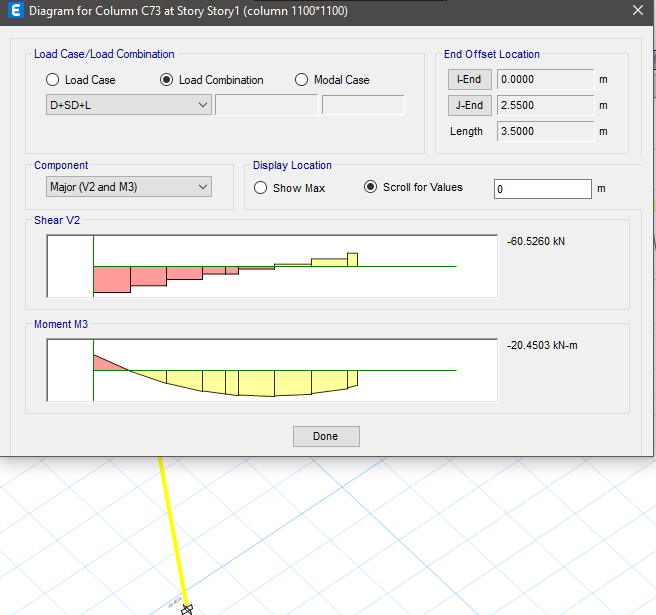 E Diagram for Column C73 at Story Story1 (column 1100*1100)
Load Case/Load Combination
Load Case Load Combination Modal Case
D+SD+L
End Offset Location
I-End 0.0000 m
J-End 2.5500 m
Length 3.5000 m
Component
Major (V2 and M3)
Display Location
Show Max Scroll for Values 0 m
Shear V2
-60.5260 kN
Moment M3
-20.4503 kN-m
Done